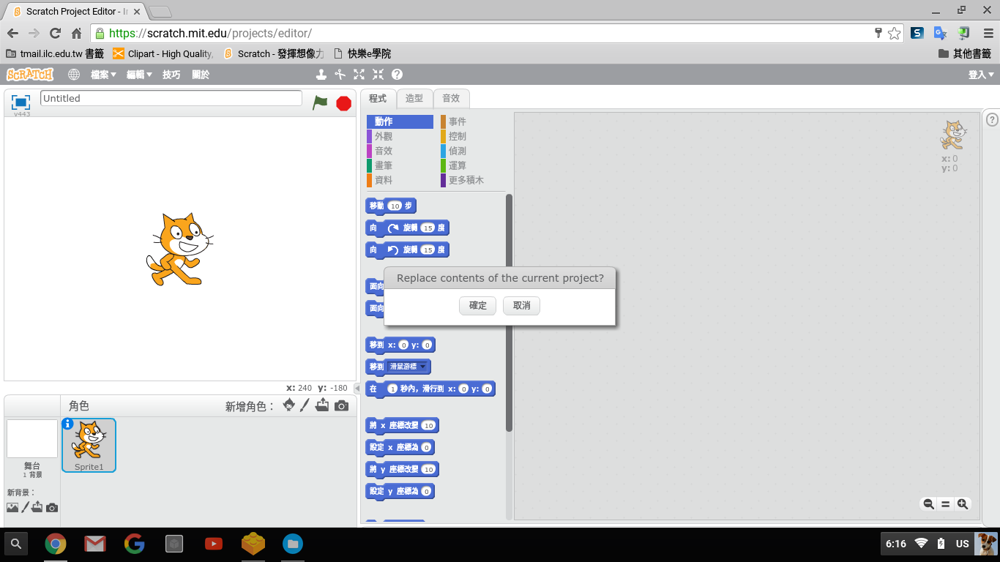 Scratch Project Editor - I
https://scratch.mit.edu/projects/editor/
tmail.ilc.edu.tw 書籤 Clipart - High Quality, Scratch - 發揮想像力 快樂e學院 其他書籤
SCRATCH 檔案 編輯 技巧 關於 登入
Untitled
v443
程式 造型 音效
動作 事件
外觀 控制
音效 偵測
畫筆 運算
資料 更多積木
x: 0
y: 0
移動 10 步
向 旋轉 15 度
向 旋轉 15 度
面向
面向
Replace contents of the current project?
確定 取消
移到 x: 0 y: 0
移到 滑鼠游標
在 1 秒內，滑行到 x: 0 y: 0
將 x 座標改變 10
設定 x 座標為 0
將 y 座標改變 10
設定 y 座標為 0
x: 240 y: -180
角色 新增角色：
Sprite1
舞台
1 背景
新背景：
6:16 US